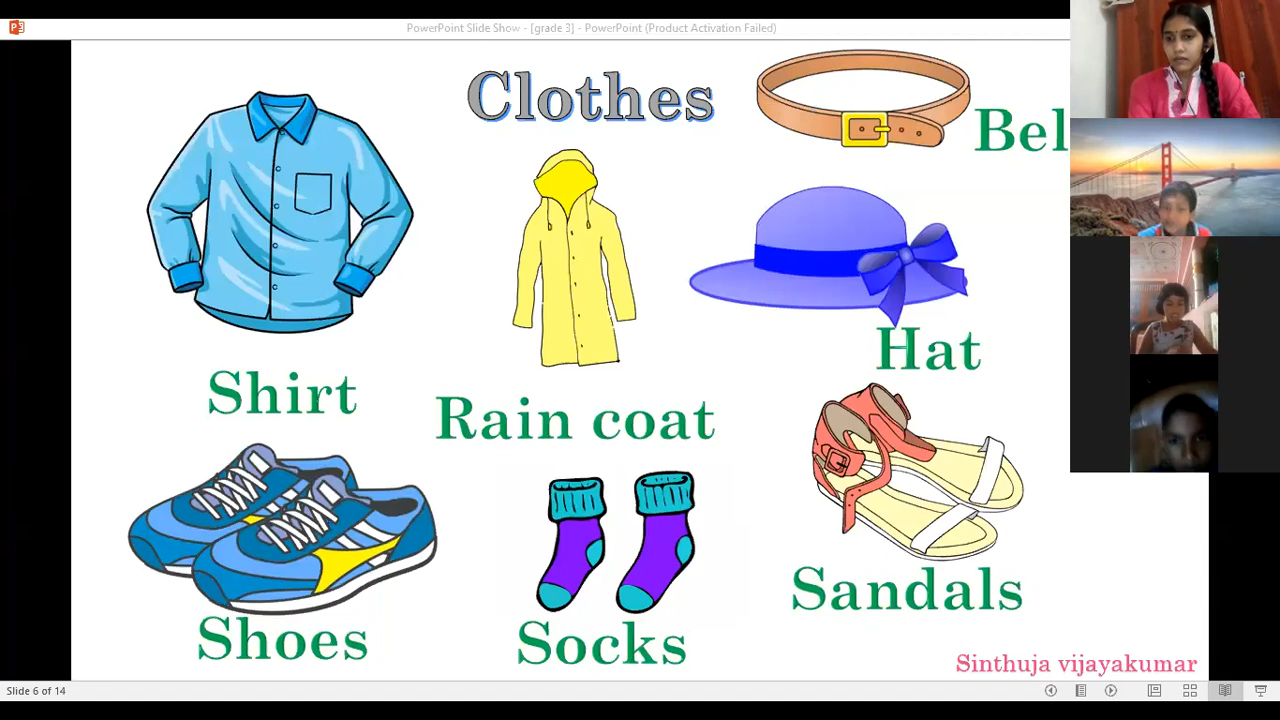 PowerPoint Slide Show - [grade 3] - PowerPoint (Product Activation Failed)
Clothes
Bel
Hat
Shirt
Rain coat
Sandals
Shoes
Socks
Sinthuja vijayakumar
Slide 6 of 14